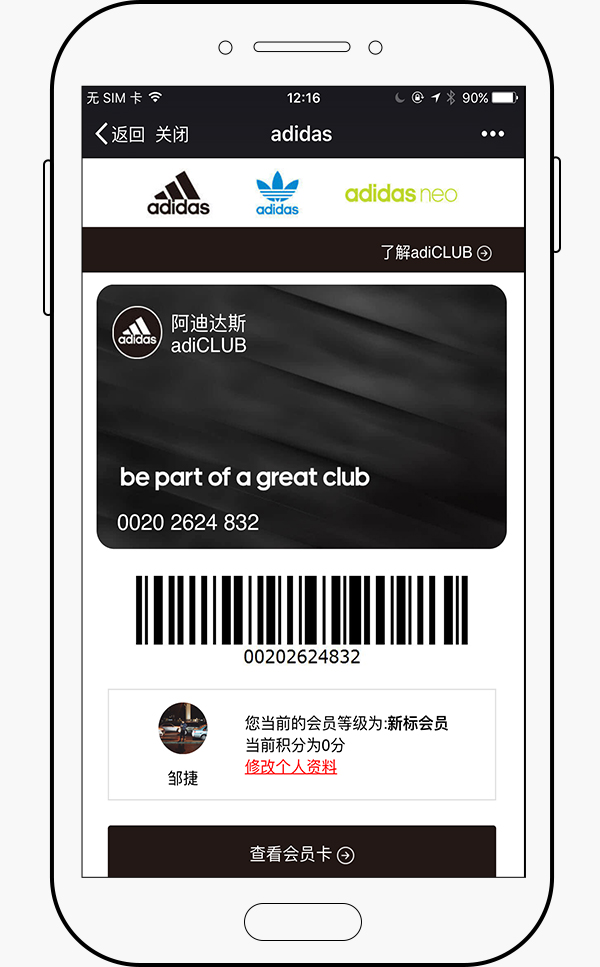 无 SIM 卡 12:16 90%
返回 关闭 adidas
adidas adidas adidas neo
了解adiCLUB
adidas 阿迪达斯
adiCLUB
be part of a great club
0020 2624 832
00202624832
您当前的会员等级为:新标会员
当前积分为0分
修改个人资料
邹捷
查看会员卡